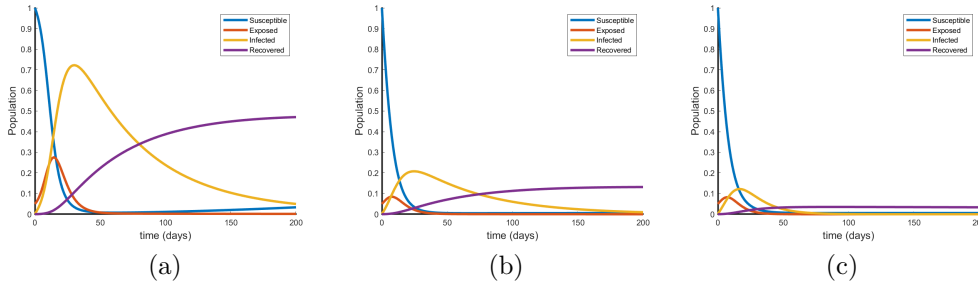 Population
1
0.9
0.8
0.7
0.6
0.5
0.4
0.3
0.2
0.1
0
0 50 100 150 200
time (days)
Susceptible
Exposed
Infected
Recovered
(a)
Population
1
0.9
0.8
0.7
0.6
0.5
0.4
0.3
0.2
0.1
0
0 50 100 150 200
time (days)
Susceptible
Exposed
Infected
Recovered
(b)
Population
1
0.9
0.8
0.7
0.6
0.5
0.4
0.3
0.2
0.1
0
0 50 100 150 200
time (days)
Susceptible
Exposed
Infected
Recovered
(c)